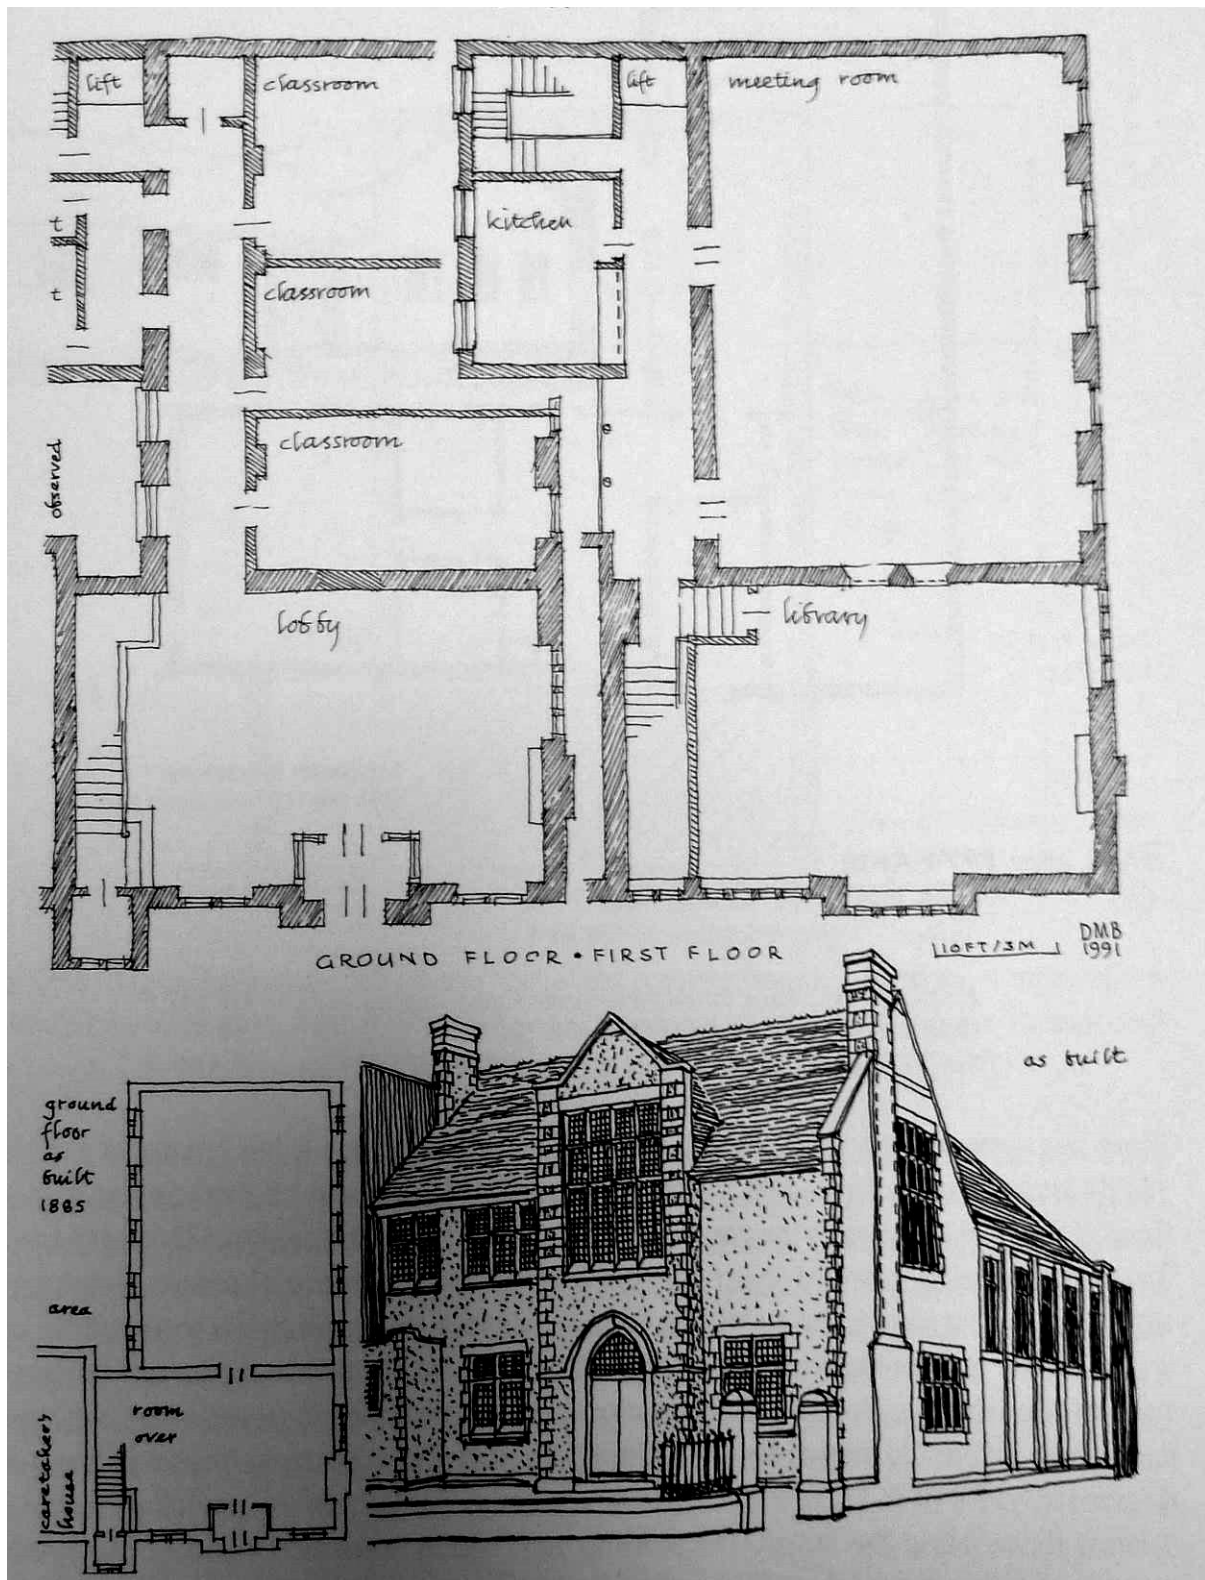 lift
classroom
lift
meeting room
t
kitchen
t
classroom
classroom
observed
lobby
library
GROUND FLOOR • FIRST FLOOR
10FT/3M
DMB
1991
as built
ground
floor
as
built
1885
area
room
over
caretaker's
house